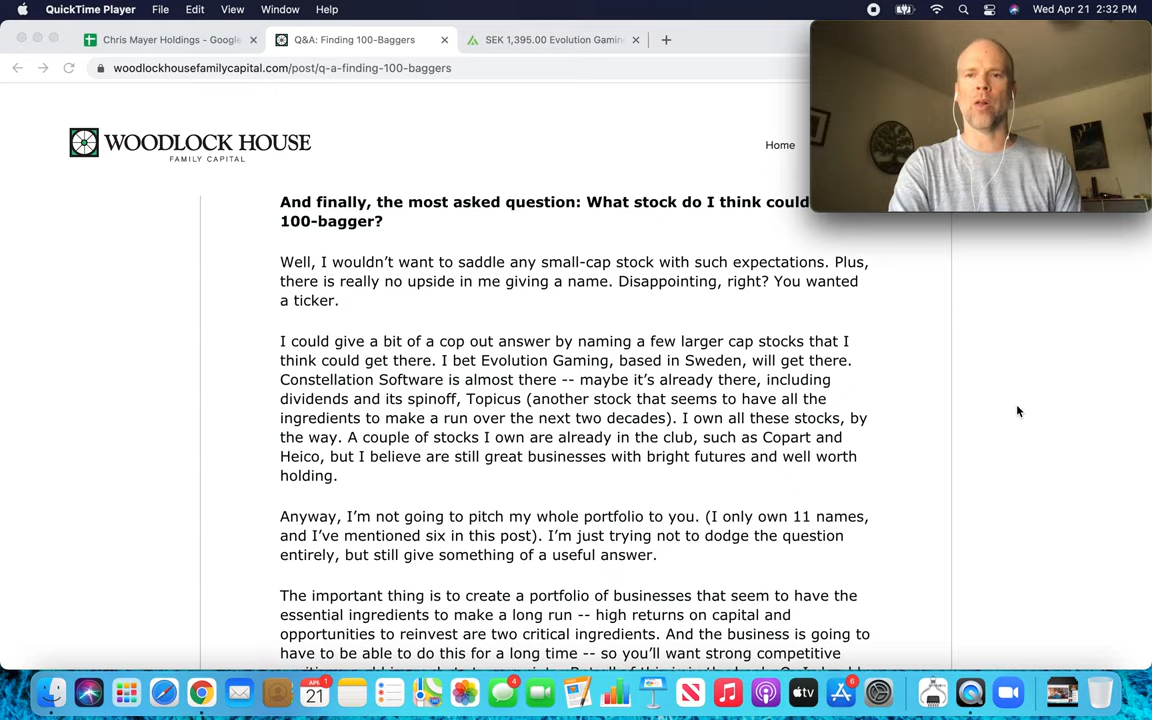 QuickTime Player File Edit View Window Help Wed Apr 21 2:32 PM
Chris Mayer Holdings - Google
Q&A: Finding 100-Baggers
SEK 1,395.00 Evolution Gamin
woodlockhousefamilycapital.com/post/q-a-finding-100-baggers
WOODLOCK HOUSE
FAMILY CAPITAL
Home
And finally, the most asked question: What stock do I think could
100-bagger?
Well, I wouldn't want to saddle any small-cap stock with such expectations. Plus,
there is really no upside in me giving a name. Disappointing, right? You wanted
a ticker.
I could give a bit of a cop out answer by naming a few larger cap stocks that I
think could get there. I bet Evolution Gaming, based in Sweden, will get there.
Constellation Software is almost there -- maybe it's already there, including
dividends and its spinoff, Topicus (another stock that seems to have all the
ingredients to make a run over the next two decades). I own all these stocks, by
the way. A couple of stocks I own are already in the club, such as Copart and
Heico, but I believe are still great businesses with bright futures and well worth
holding.
Anyway, I'm not going to pitch my whole portfolio to you. (I only own 11 names,
and I've mentioned six in this post). I'm just trying not to dodge the question
entirely, but still give something of a useful answer.
The important thing is to create a portfolio of businesses that seem to have the
essential ingredients to make a long run -- high returns on capital and
opportunities to reinvest are two critical ingredients. And the business is going to
have to be able to do this for a long time -- so you'll want strong competitive
APR
21
1
4
tv
6